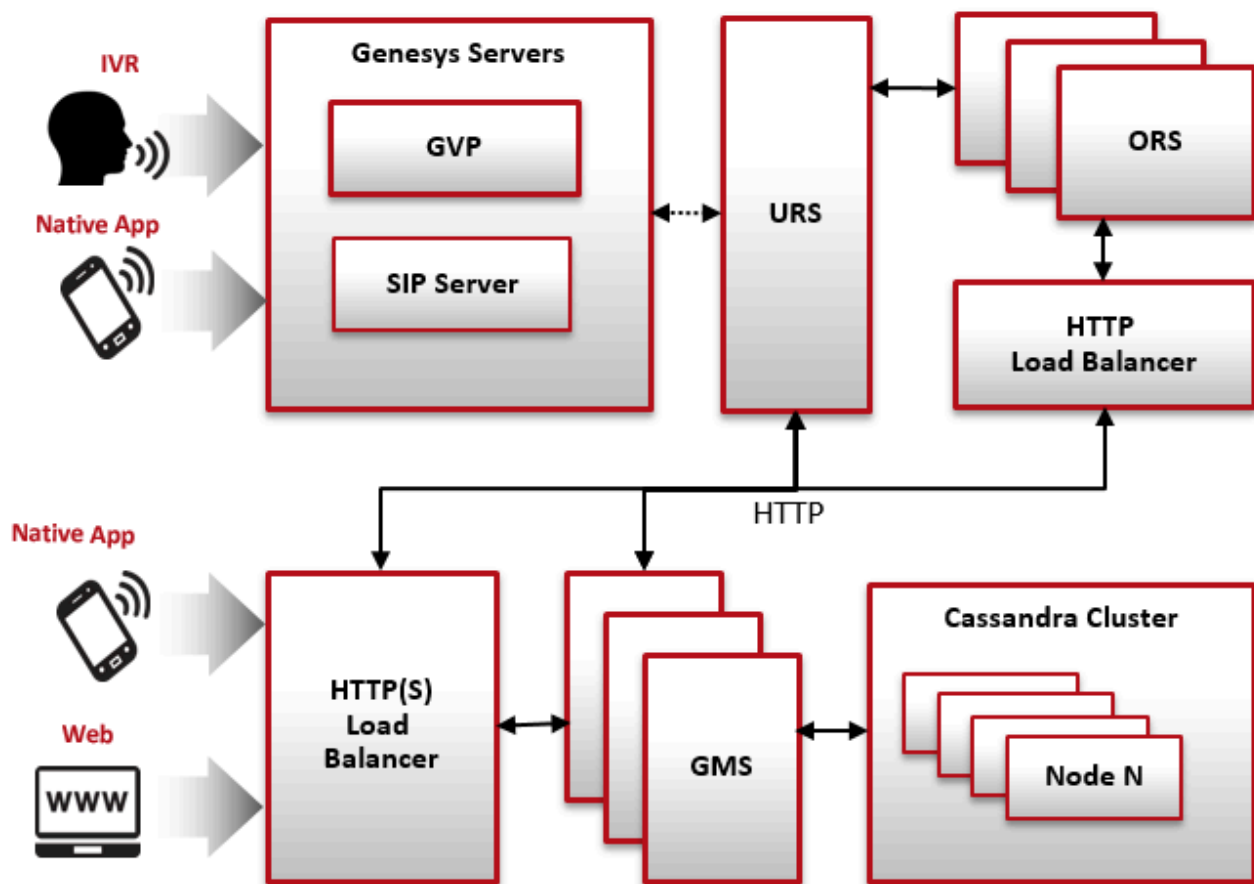 IVR
Genesys Servers
GVP
Native App
SIP Server
URS
ORS
HTTP
Load Balancer
HTTP
Native App
HTTP(S)
Load
Balancer
Web
WWW
GMS
Cassandra Cluster
Node N